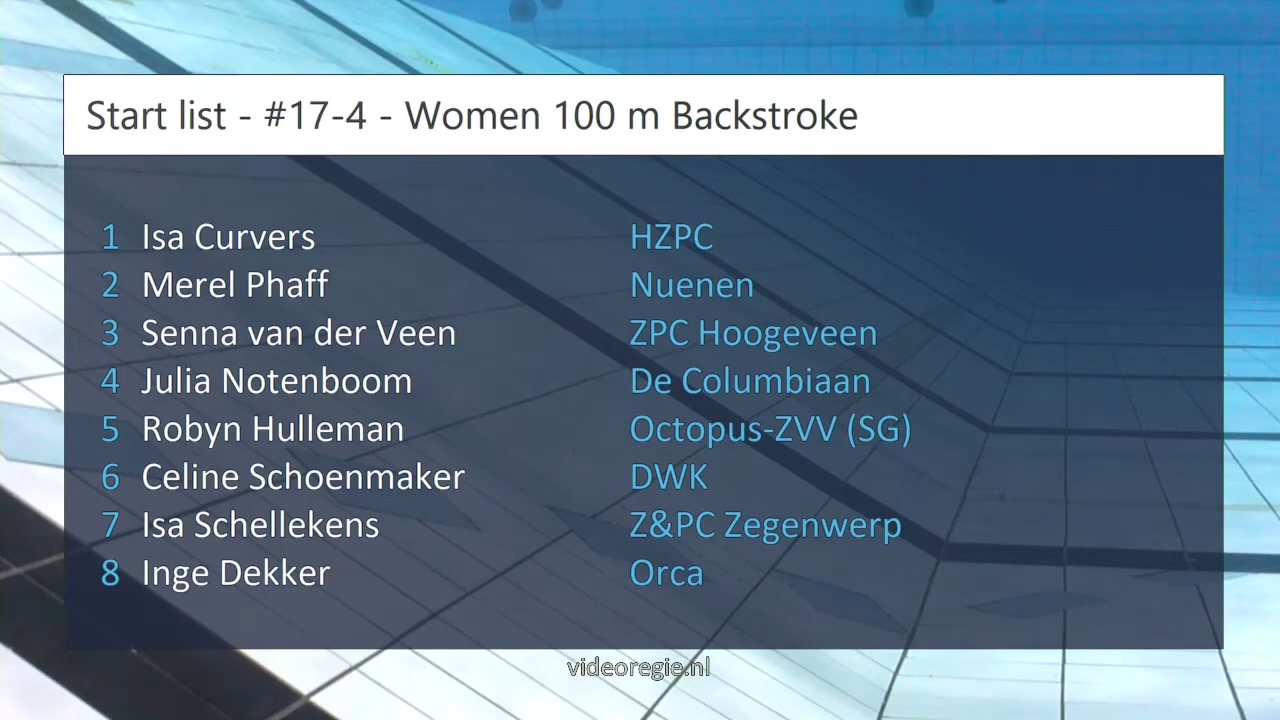 Start list - #17-4 - Women 100 m Backstroke
1 Isa Curvers HZPC
2 Merel Phaff Nuenen
3 Senna van der Veen ZPC Hoogeveen
4 Julia Notenboom De Columbiaan
5 Robyn Hulleman Octopus-ZVV (SG)
6 Celine Schoenmaker DWK
7 Isa Schellekens Z&PC Zegenwerp
8 Inge Dekker Orca
videoregie.nl